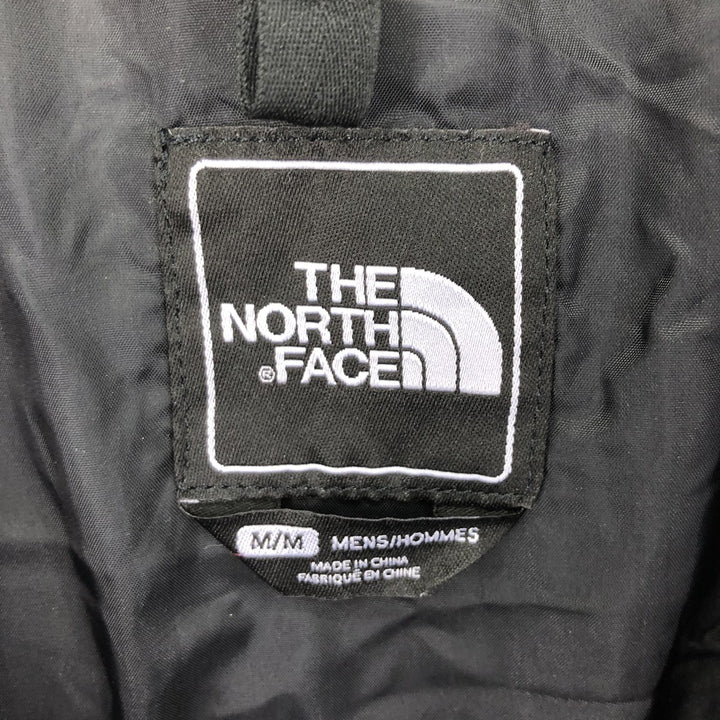 THE
NORTH
®FACE
M/M MENS/HOMMES
MADE IN CHINA
FABRIQUÉ EN CHINE